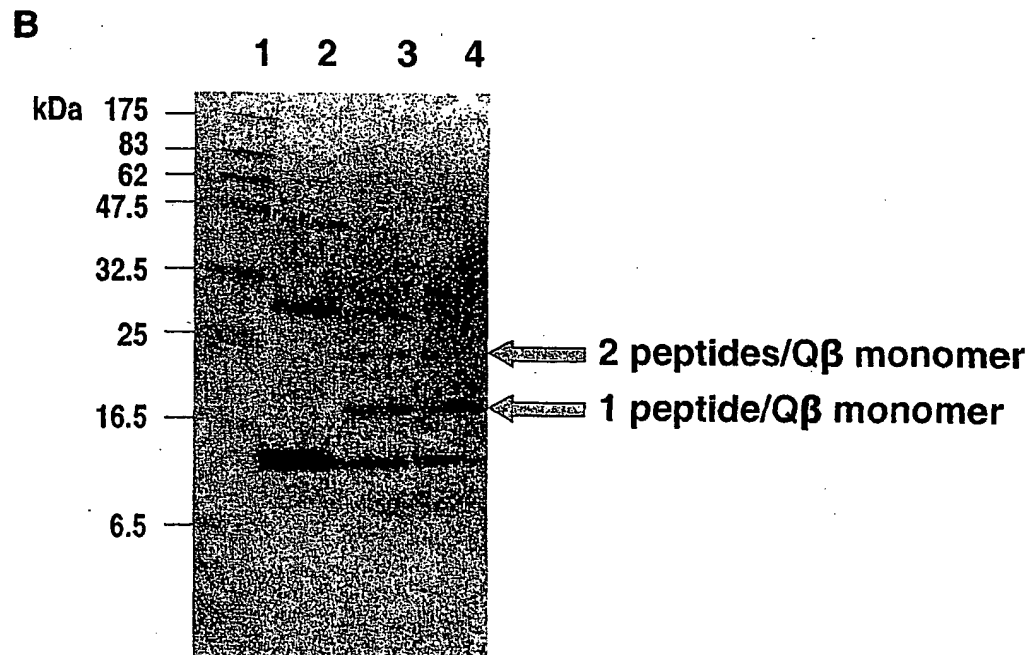 B
1 2 3 4
kDa 175
83
62
47.5
32.5
25
2 peptides/Qβ monomer
1 peptide/Qβ monomer
16.5
6.5